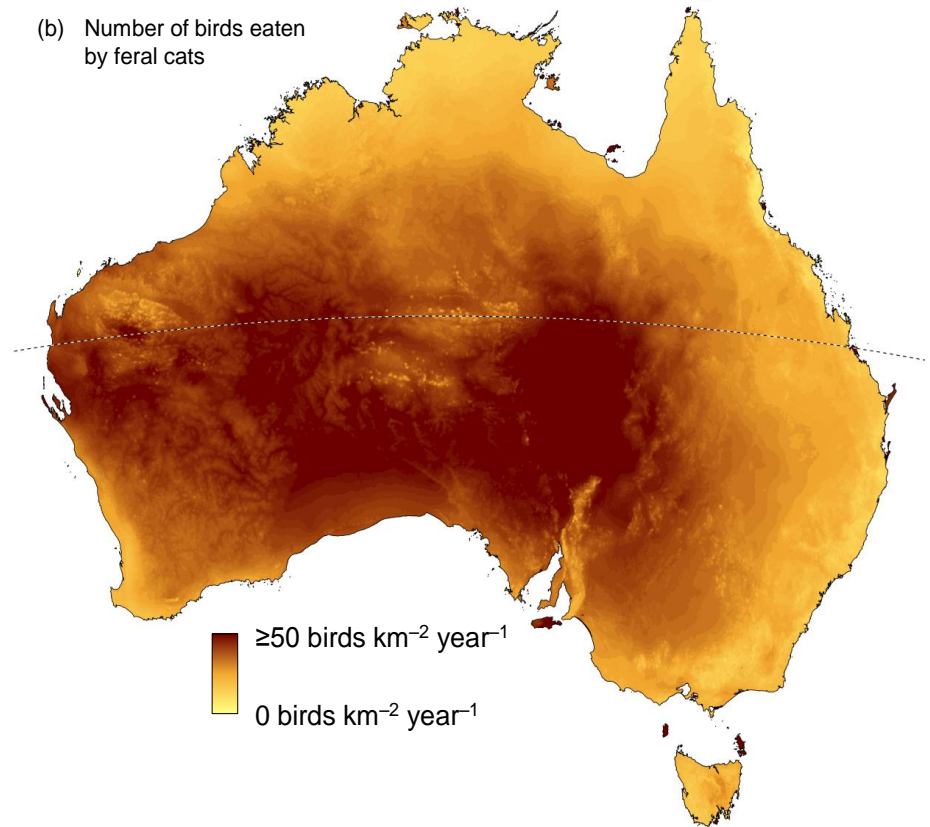 (b) Number of birds eaten
by feral cats
≥50 birds km⁻² year⁻¹
0 birds km⁻² year⁻¹